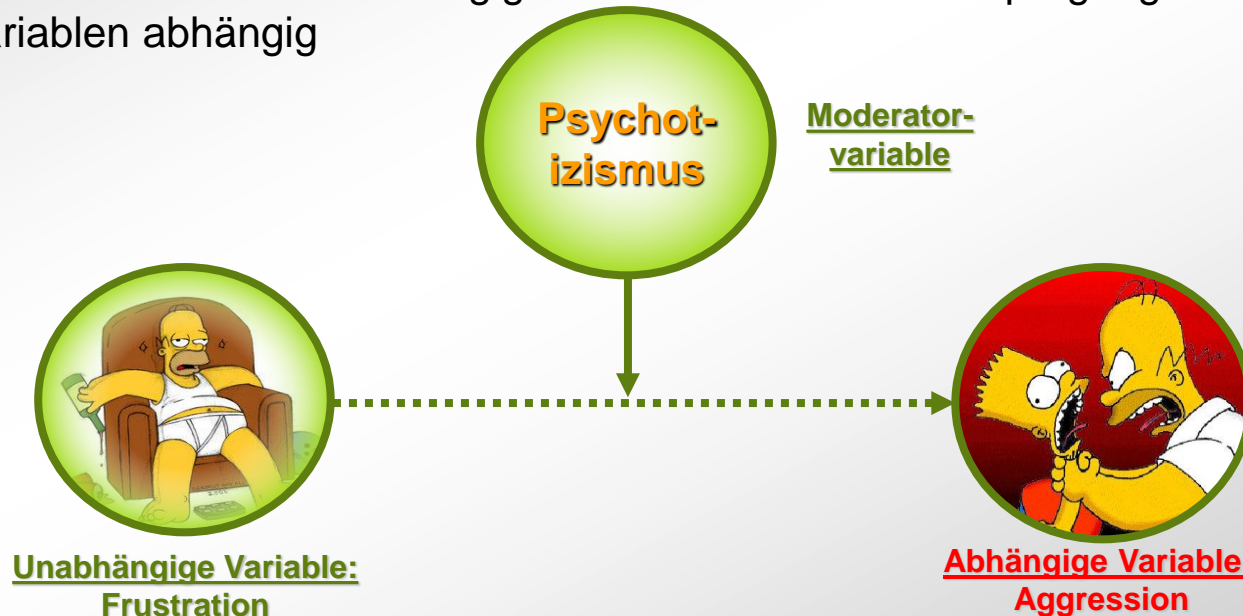 ariablen abhängig
Psychot-
izismus
Moderator-
variable
Unabhängige Variable:
Frustration
Abhängige Variable
Aggression